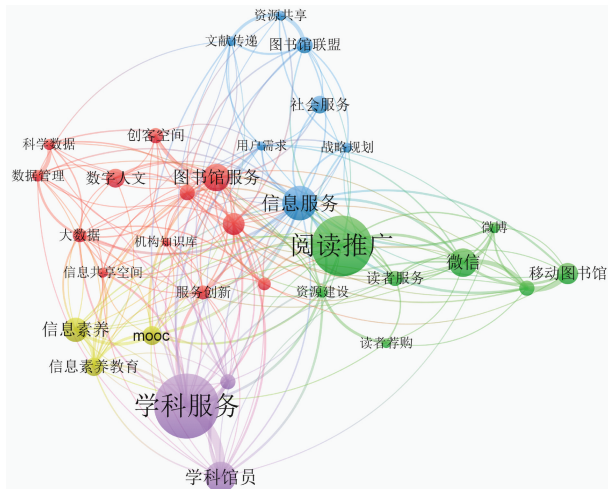 资源共享
文献传递
图书馆联盟
社会服务
创客空间
科学数据
用户需求
战略规划
数据管理
数字人文
图书馆服务
信息服务
微博
大数据
机构知识库
阅读推广
微信
信息共享空间
读者服务
移动图书馆
服务创新
资源建设
信息素养
mooc
读者荐购
信息素养教育
学科服务
学科馆员